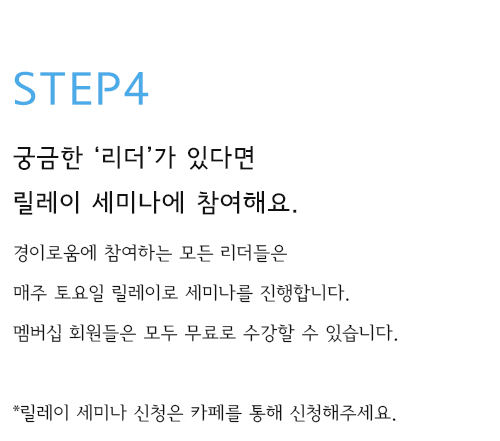 STEP4
궁금한 ‘리더’가 있다면
릴레이 세미나에 참여해요.
경이로움에 참여하는 모든 리더들은
매주 토요일 릴레이로 세미나를 진행합니다.
멤버십 회원들은 모두 무료로 수강할 수 있습니다.
*릴레이 세미나 신청은 카페를 통해 신청해주세요.